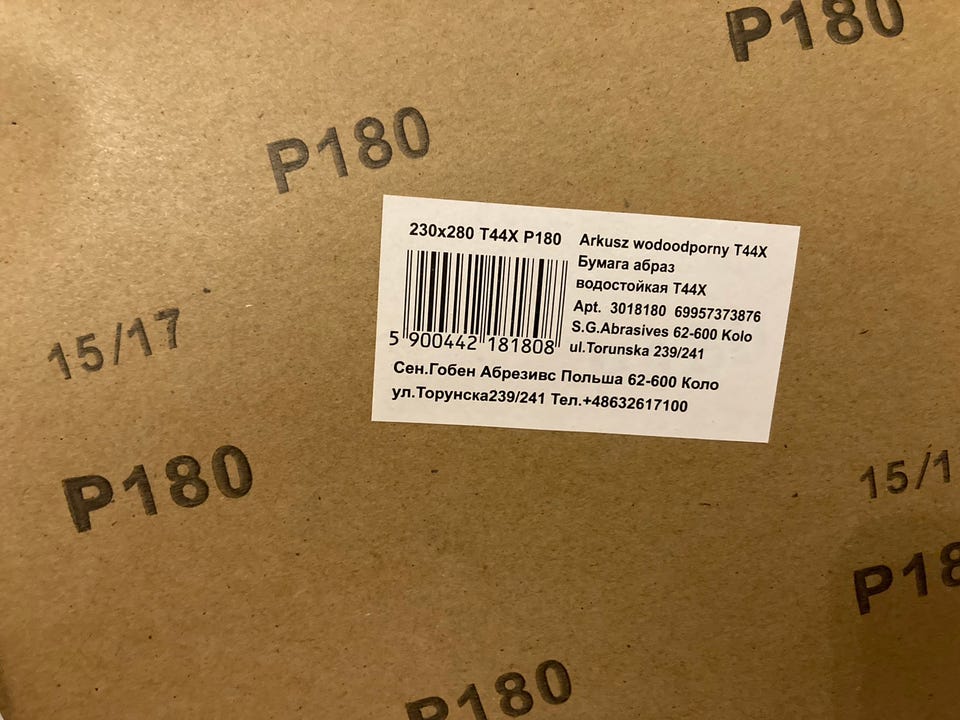 P180
P180
230x280 T44X P180
5 900442 181808
Arkusz wodoodporny T44X
Бумага абраз
водостойкая T44X
Арт. 3018180 69957373876
S.G.Abrasives 62-600 Kolo
ul.Torunska 239/241
Сен.Гобен Абрезивс Польша 62-600 Коло
ул.Торунска239/241 Тел.+48632617100
15/17
P180
15/1
P18
P180